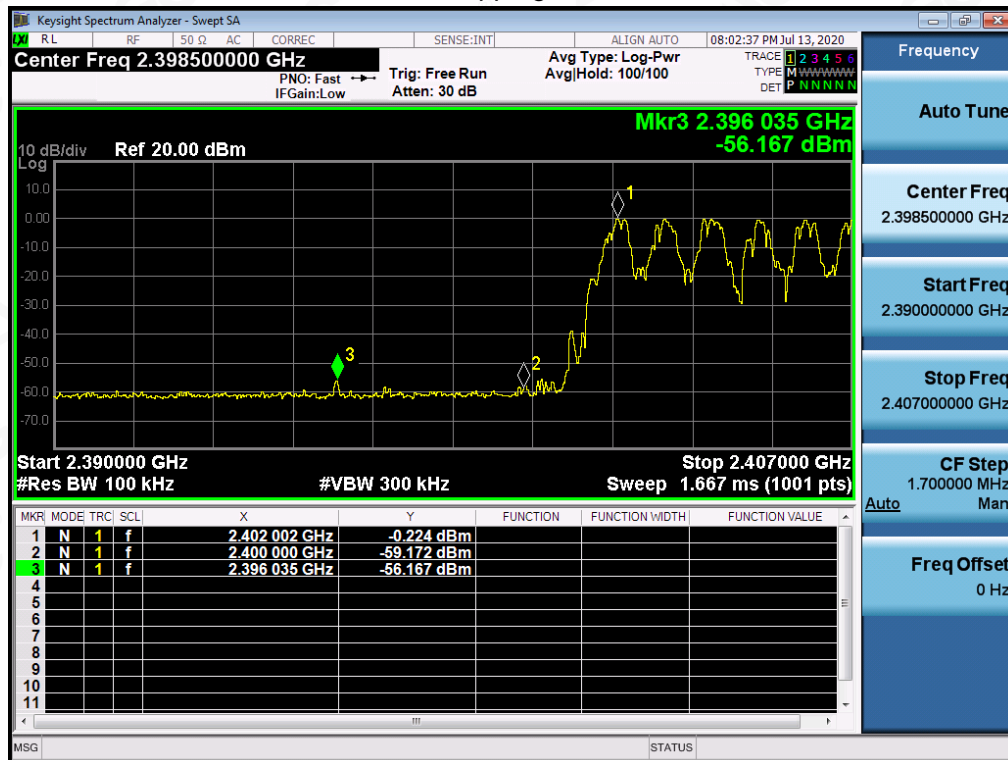 Keysight Spectrum Analyzer - Swept SA
LXI RL RF 50 Ω AC CORREC SENSE:INT ALIGN AUTO 08:02:37 PM Jul 13, 2020
Center Freq 2.398500000 GHz
PNO: Fast
IFGain:Low
Trig: Free Run
Atten: 30 dB
Avg Type: Log-Pwr
Avg|Hold: 100/100
TRACE 1 2 3 4 5 6
TYPE M WWWWW
DET P N N N N N
Mkr3 2.396 035 GHz
-56.167 dBm
10 dB/div Ref 20.00 dBm
Log
10.0
0.00
-10.0
-20.0
-30.0
-40.0
-50.0
-60.0
-70.0
1
2
3
Start 2.390000 GHz Stop 2.407000 GHz
#Res BW 100 kHz #VBW 300 kHz Sweep 1.667 ms (1001 pts)
MKR MODE TRC SCL X Y FUNCTION FUNCTION WIDTH FUNCTION VALUE
1 N 1 f 2.402 002 GHz -0.224 dBm
2 N 1 f 2.400 000 GHz -59.172 dBm
3 N 1 f 2.396 035 GHz -56.167 dBm
4
5
6
7
8
9
10
11
MSG STATUS
Frequency
Auto Tune
Center Freq
2.398500000 GHz
Start Freq
2.390000000 GHz
Stop Freq
2.407000000 GHz
CF Step
1.700000 MHz
Auto Man
Freq Offset
0 Hz